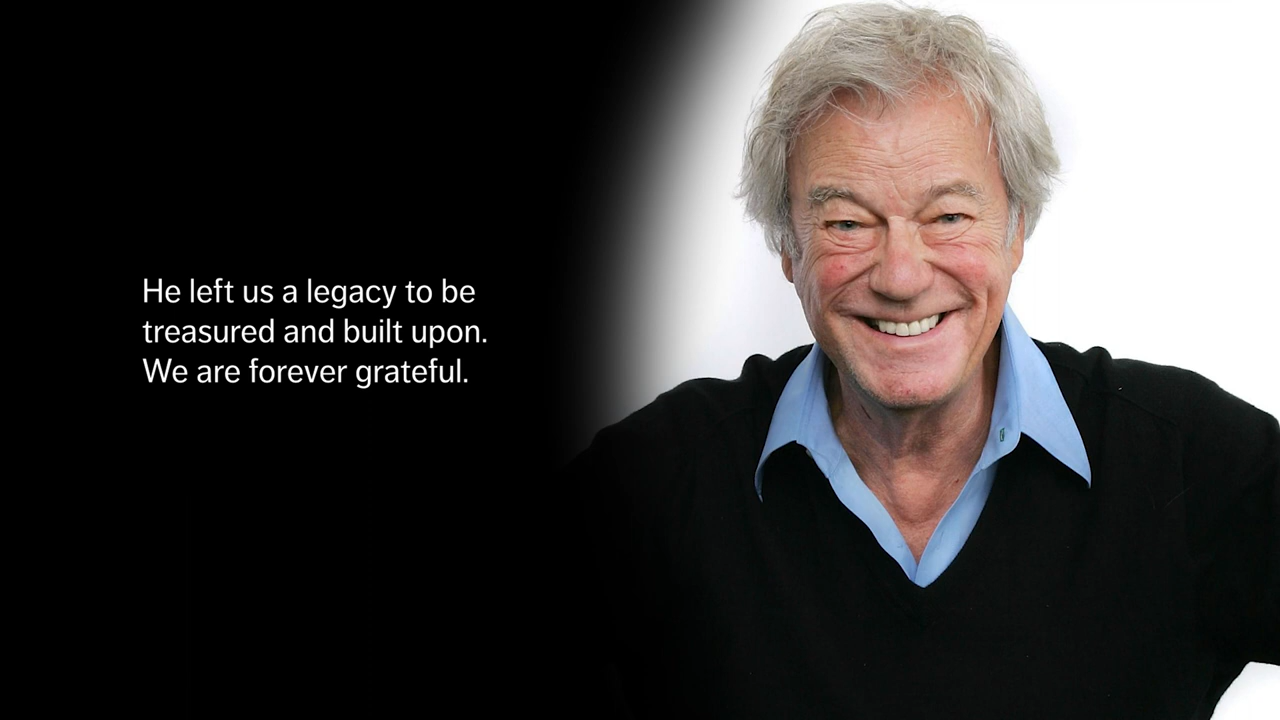 He left us a legacy to be
treasured and built upon.
We are forever grateful.